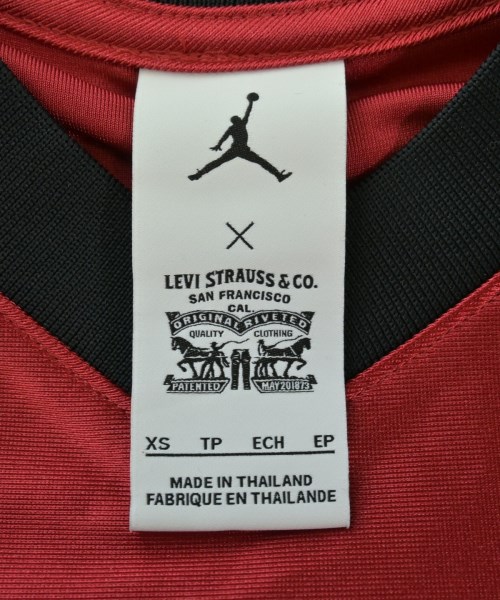 ×
LEVI STRAUSS & CO.
SAN FRANCISCO
CAL.
ORIGINAL RIVETED
QUALITY CLOTHING
PATENTED MAY 20 1873
XS TP ECH EP
MADE IN THAILAND
FABRIQUE EN THAILANDE